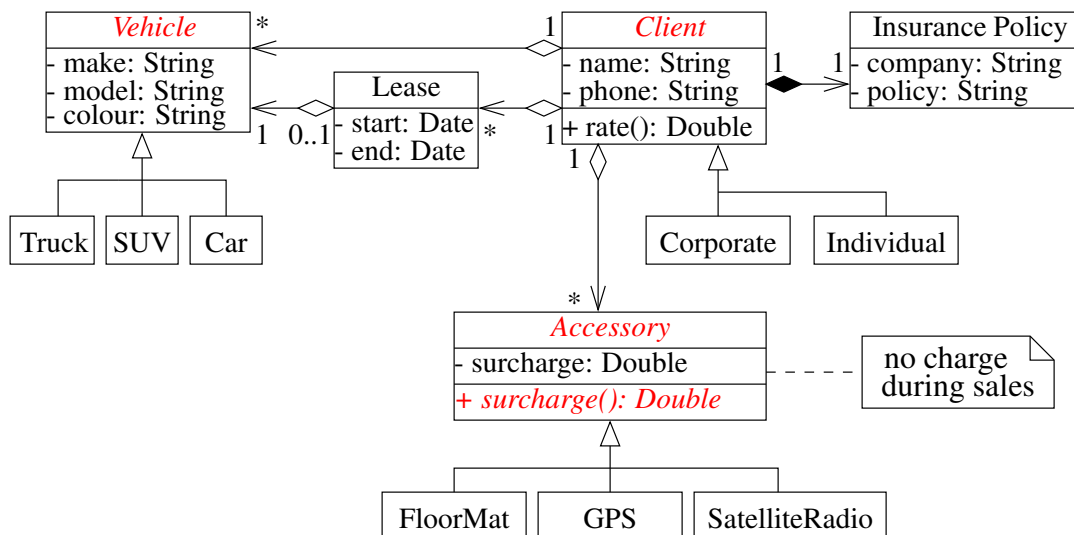 Vehicle
- make: String
- model: String
- colour: String
*
1
Client
- name: String
- phone: String
+ rate(): Double
1
1
Insurance Policy
- company: String
- policy: String
Lease
- start: Date
- end: Date
1
0..1
*
1
1
Truck
SUV
Car
Corporate
Individual
*
Accessory
- surcharge: Double
+ surcharge(): Double
no charge
during sales
FloorMat
GPS
SatelliteRadio